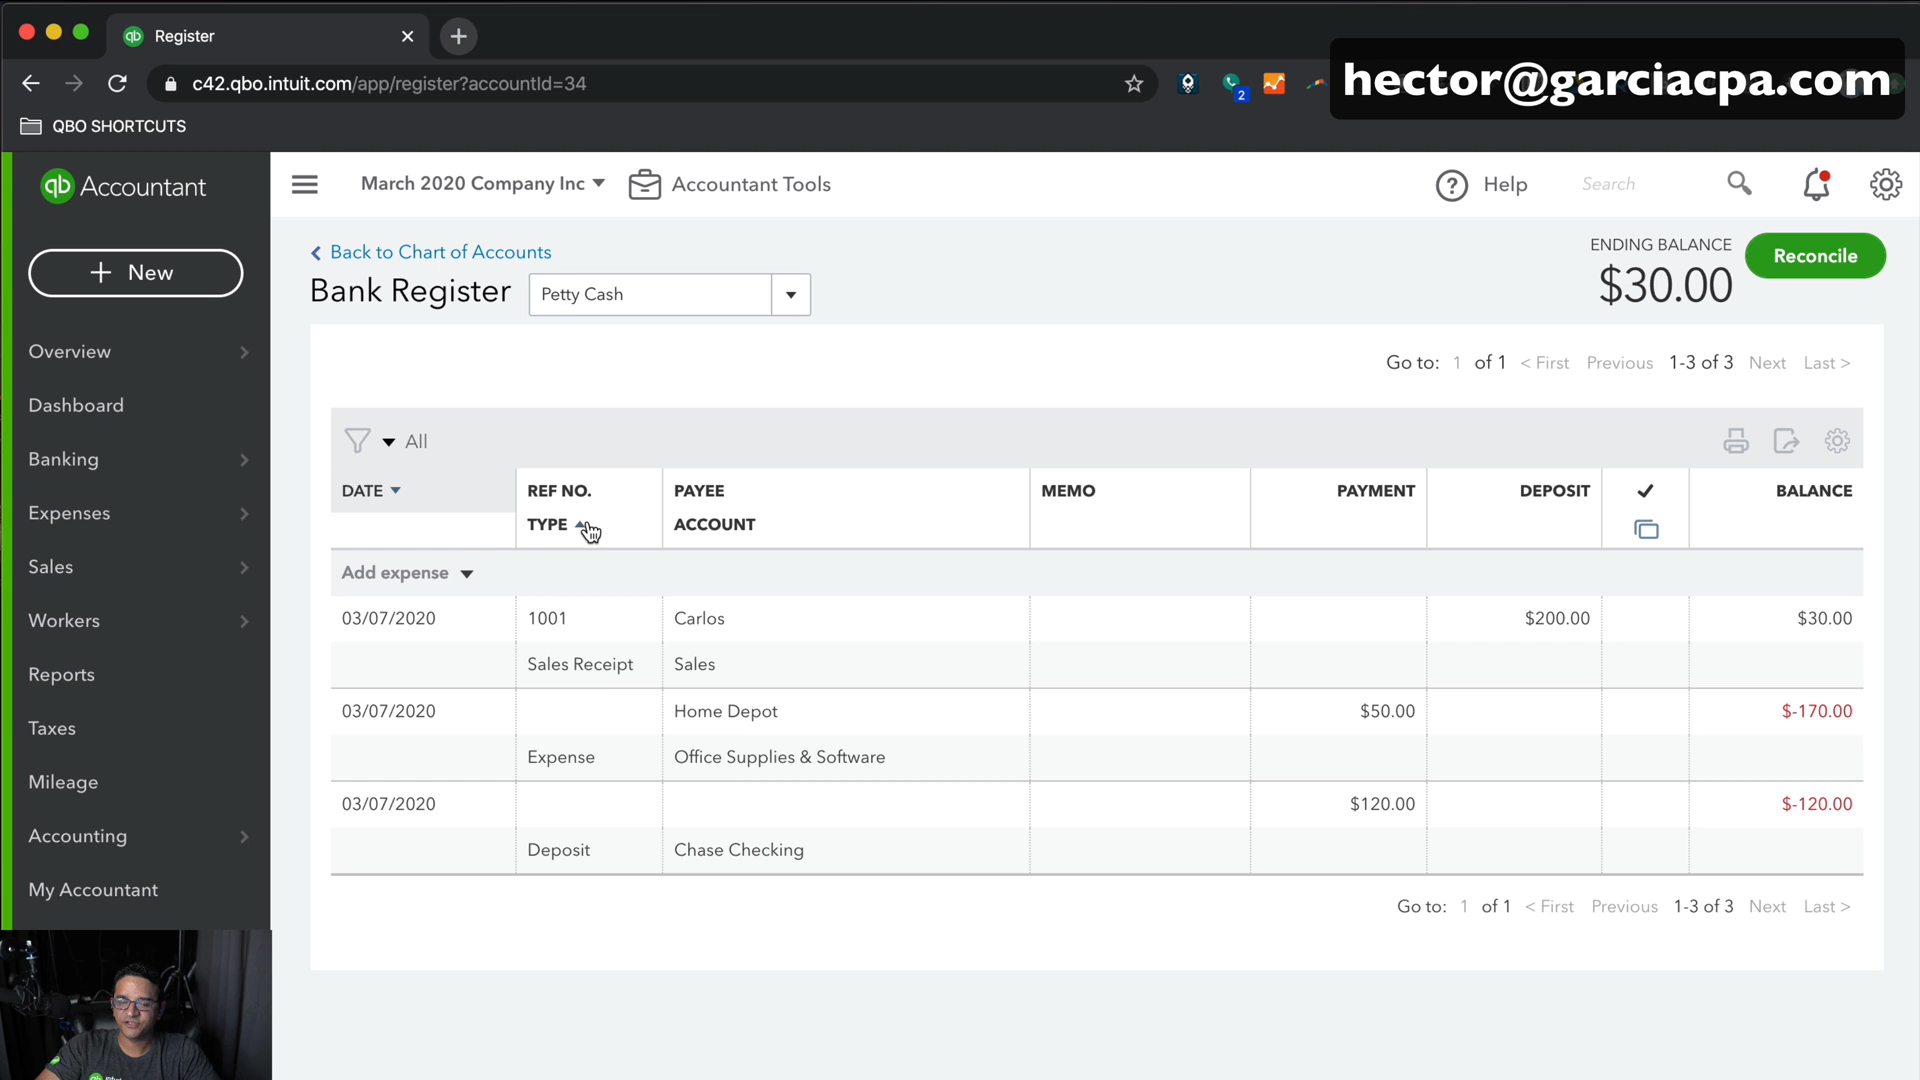 Register
hector@garciacpa.com
c42.qbo.intuit.com/app/register?accountId=34
2
QBO SHORTCUTS
qb Accountant
March 2020 Company Inc
Accountant Tools
Help
Search
+ New
Back to Chart of Accounts
ENDING BALANCE
$30.00
Reconcile
Bank Register
Petty Cash
Overview
Dashboard
Banking
Expenses
Sales
Workers
Reports
Taxes
Mileage
Accounting
My Accountant
Go to: 1 of 1 < First Previous 1-3 of 3 Next Last >
All
DATE REF NO. PAYEE MEMO PAYMENT DEPOSIT ✓ BALANCE
TYPE ACCOUNT
Add expense
03/07/2020 1001 Carlos $200.00 $30.00
Sales Receipt Sales
03/07/2020 Home Depot $50.00 $-170.00
Expense Office Supplies & Software
03/07/2020 $120.00 $-120.00
Deposit Chase Checking
Go to: 1 of 1 < First Previous 1-3 of 3 Next Last >